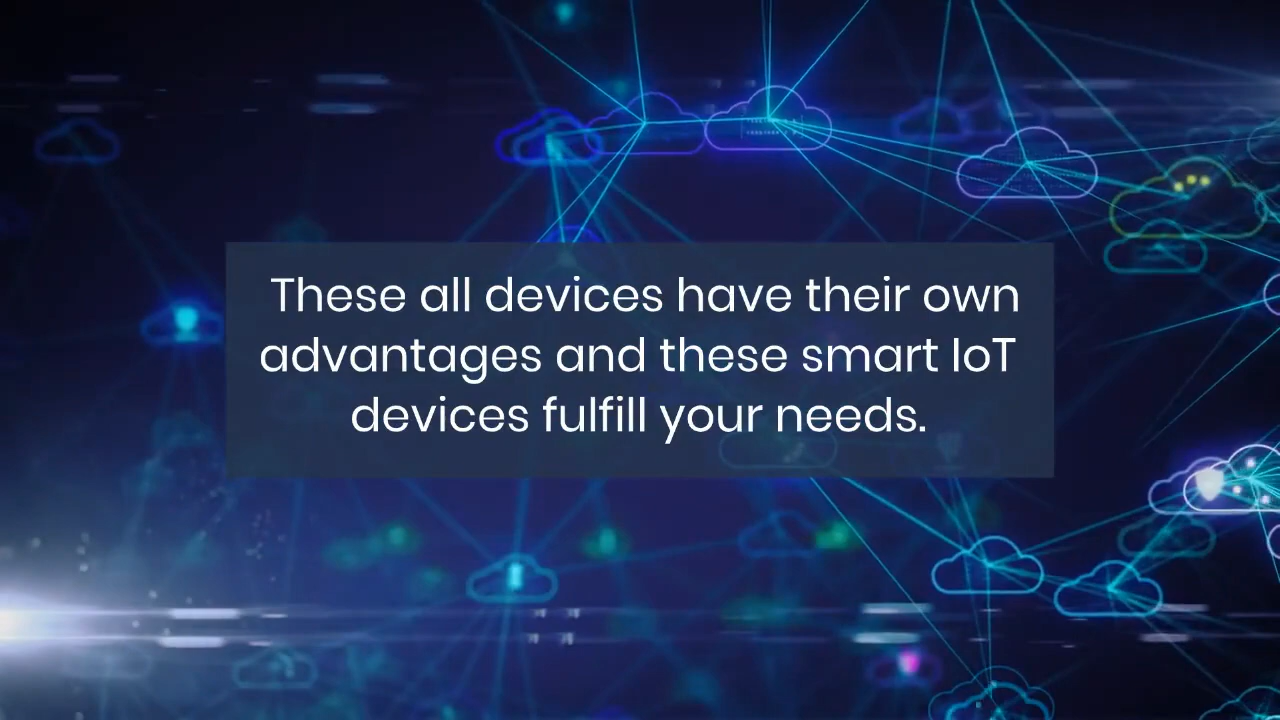 These all devices have their own
advantages and these smart IoT
devices fulfill your needs.